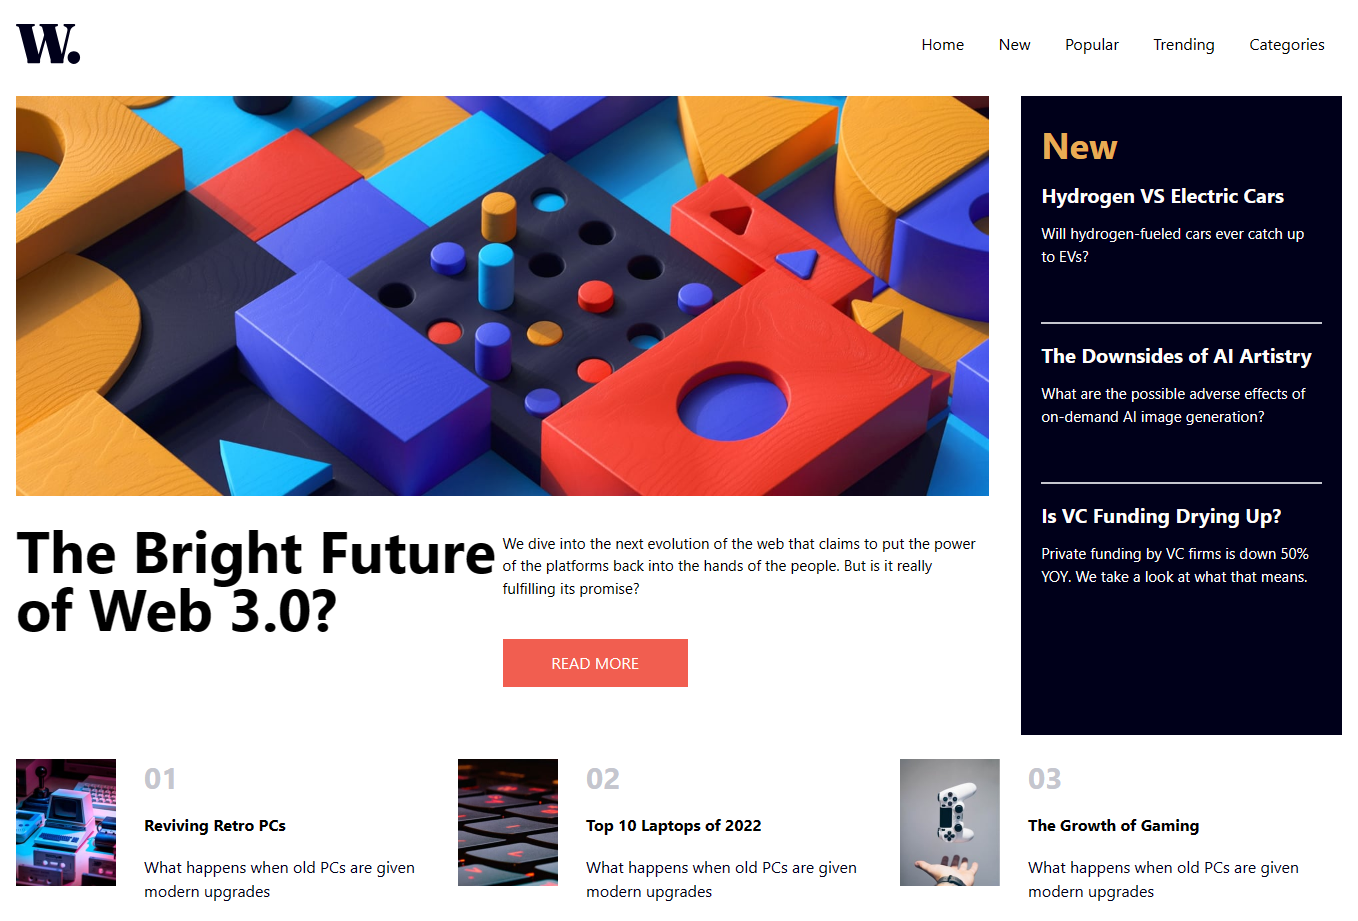 W.
Home New Popular Trending Categories
New
Hydrogen VS Electric Cars
Will hydrogen-fueled cars ever catch up
to EVs?
The Downsides of AI Artistry
What are the possible adverse effects of
on-demand AI image generation?
Is VC Funding Drying Up?
Private funding by VC firms is down 50%
YOY. We take a look at what that means.
The Bright Future
of Web 3.0?
We dive into the next evolution of the web that claims to put the power
of the platforms back into the hands of the people. But is it really
fulfilling its promise?
READ MORE
01
Reviving Retro PCs
What happens when old PCs are given
modern upgrades
02
Top 10 Laptops of 2022
What happens when old PCs are given
modern upgrades
03
The Growth of Gaming
What happens when old PCs are given
modern upgrades